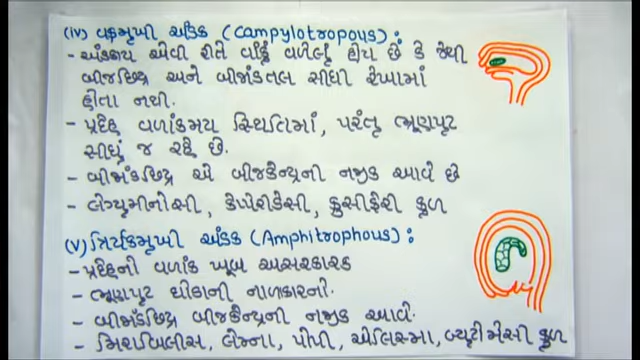 (iv) વક્રમુખી અંડક (Campylotropous):
- અંડકાય એવી રીતે વાંકું વળેલું હોય છે કે જેથી
બીજછિદ્ર અને બીજાંડતલ સીધી રેખામાં
હોતા નથી.
- પ્રદેહ વળાંકમય સ્થિતિમાં, પરંતુ ભ્રૂણપૂટ
સીધું જ રહે છે.
- બીજાંડછિદ્ર એ બીજકેન્દ્રની નજીક આવે છે
- લેગ્યૂમીનોસી, કેપેરીડેસી, ક્રુસીફેરી કુળ
(v) ત્રિર્યકમુખી અંડક (Amphitrophous):
- પ્રદેહનો વળાંક ખૂબ અસરકારક
- ભ્રૂણપૂટ ઘોડાની નાળાકારનો.
- બીજાંડછિદ્ર બીજકેન્દ્રની નજીક આવે.
- મિરાબિલીસ, લેમ્ના, પોપી, એલિસ્મા, બ્યૂટીમેસી કુળ